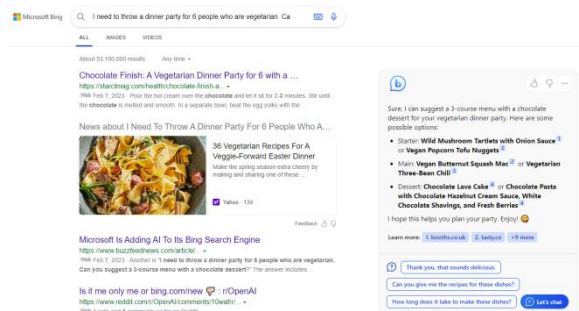 Microsoft Bing
I need to throw a dinner party for 6 people who are vegetarian. Ca
ALL IMAGES VIDEOS
About 53,100,000 results Any time
Chocolate Finish: A Vegetarian Dinner Party for 6 with a ...
https://starctmag.com/health/chocolate-finish-a...
Web Feb 7, 2023 · Pour the hot cream over the chocolate and let it sit for 2-3 minutes. Stir until
the chocolate is melted and smooth. In a separate bowl, beat the egg yolks with the ...
News about I Need To Throw A Dinner Party For 6 People Who A...
36 Vegetarian Recipes For A
Veggie-Forward Easter Dinner
Make the spring season extra cheery by
making and sharing one of these ...
Yahoo 13d
Feedback
Microsoft Is Adding AI To Its Bing Search Engine
https://www.buzzfeednews.com/article/...
Web Feb 7, 2023 · Another is "I need to throw a dinner party for 6 people who are vegetarian.
Can you suggest a 3-course menu with a chocolate dessert?" The answer includes ...
Is it me only or bing.com/new : r/OpenAI
https://www.reddit.com/r/OpenAI/comments/10wafrr/...
b
Sure, I can suggest a 3-course menu with a chocolate
dessert for your vegetarian dinner party. Here are some
possible options:
• Starter: Wild Mushroom Tartlets with Onion Sauce 1
or Vegan Popcorn Tofu Nuggets 2
• Main: Vegan Butternut Squash Mac 2 or Vegetarian
Three-Bean Chili 3
• Dessert: Chocolate Lava Cake 4 or Chocolate Pasta
with Chocolate Hazelnut Cream Sauce, White
Chocolate Shavings, and Fresh Berries 4
I hope this helps you plan your party. Enjoy! 😋
Learn more: 1. booths.co.uk 2. tasty.co +9 more
Thank you, that sounds delicious.
Can you give me the recipes for these dishes?
How long does it take to make these dishes?
Let's chat